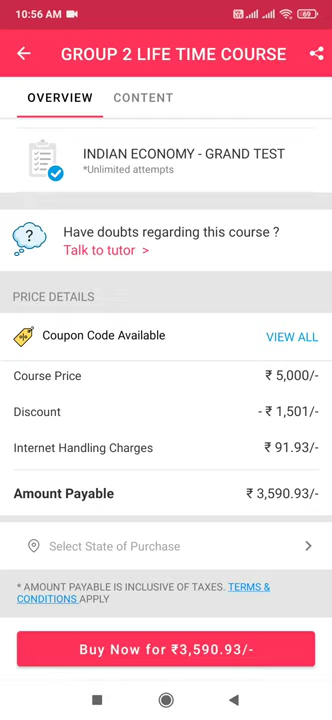 10:56 AM
69
GROUP 2 LIFE TIME COURSE
OVERVIEW CONTENT
INDIAN ECONOMY - GRAND TEST
*Unlimited attempts
?
Have doubts regarding this course ?
Talk to tutor >
PRICE DETAILS
Coupon Code Available VIEW ALL
Course Price ₹ 5,000/-
Discount - ₹ 1,501/-
Internet Handling Charges ₹ 91.93/-
Amount Payable ₹ 3,590.93/-
Select State of Purchase
* AMOUNT PAYABLE IS INCLUSIVE OF TAXES. TERMS &
CONDITIONS APPLY
Buy Now for ₹3,590.93/-